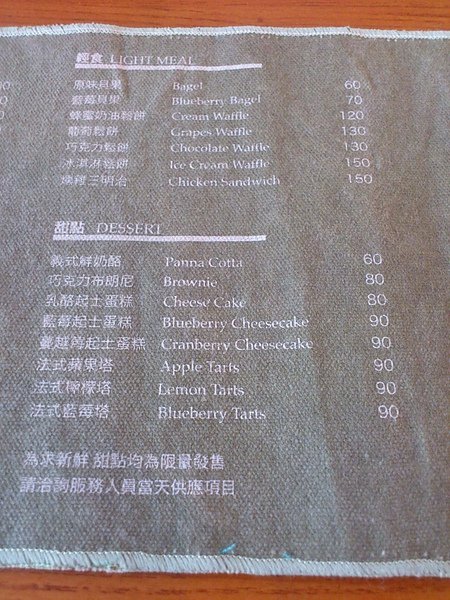 輕食 LIGHT MEAL
原味貝果 Bagel 60
藍莓貝果 Blueberry Bagel 70
蜂蜜奶油鬆餅 Cream Waffle 120
葡萄鬆餅 Grapes Waffle 130
巧克力鬆餅 Chocolate Waffle 130
冰淇淋鬆餅 Ice Cream Waffle 150
燻雞三明治 Chicken Sandwich 150
甜點 DESSERT
義式鮮奶酪 Panna Cotta 60
巧克力布朗尼 Brownie 80
乳酪起士蛋糕 Cheese Cake 80
藍莓起士蛋糕 Blueberry Cheesecake 90
蔓越莓起士蛋糕 Cranberry Cheesecake 90
法式蘋果塔 Apple Tarts 90
法式檸檬塔 Lemon Tarts 90
法式藍莓塔 Blueberry Tarts 90
為求新鮮 甜點均為限量發售
請洽詢服務人員當天供應項目